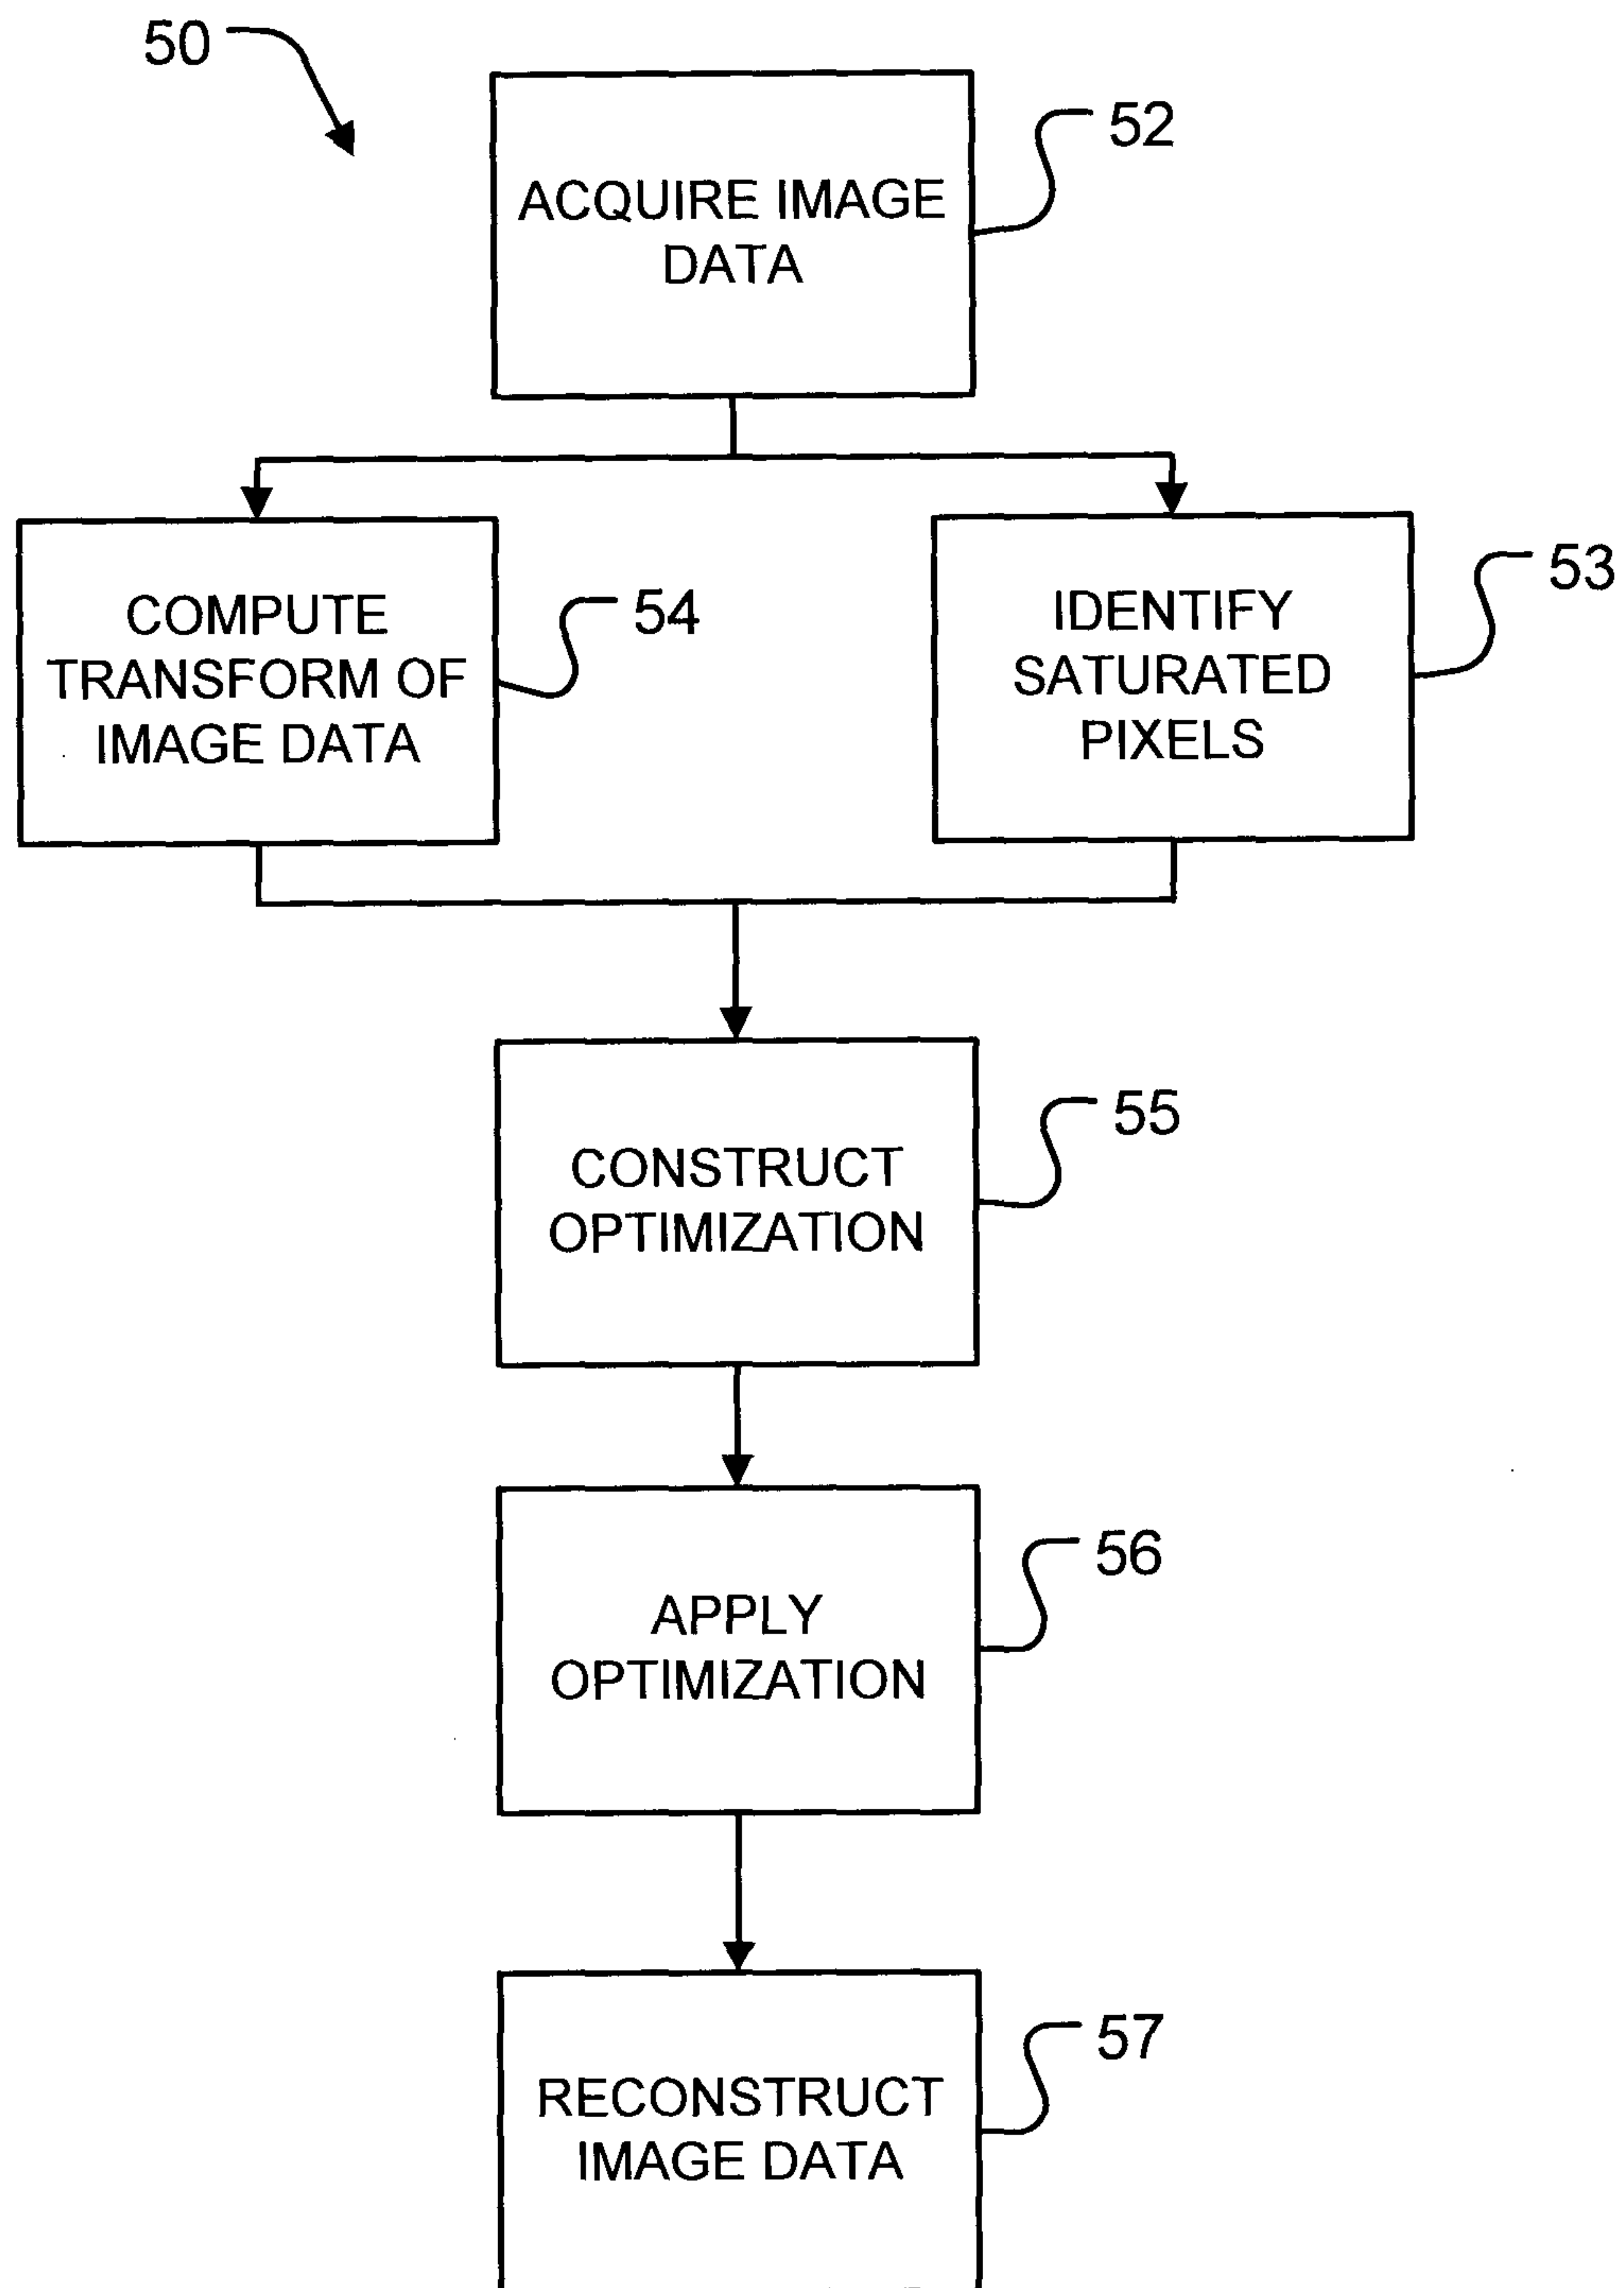 50
ACQUIRE IMAGE
DATA
52
COMPUTE
TRANSFORM OF
IMAGE DATA
54
IDENTIFY
SATURATED
PIXELS
53
CONSTRUCT
OPTIMIZATION
55
APPLY
OPTIMIZATION
56
RECONSTRUCT
IMAGE DATA
57